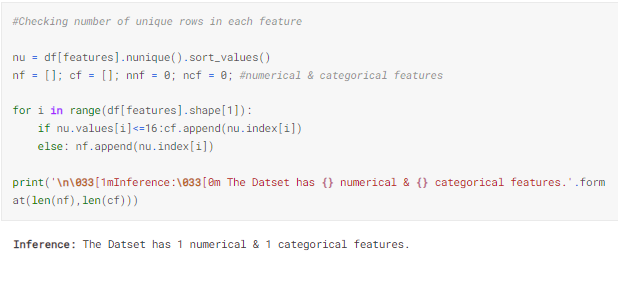 #Checking number of unique rows in each feature
nu = df[features].nunique().sort_values()
nf = []; cf = []; nnf = 0; ncf = 0; #numerical & categorical features
for i in range(df[features].shape[1]):
    if nu.values[i]<=16:cf.append(nu.index[i])
    else: nf.append(nu.index[i])
print('\n\033[1mInference:\033[0m The Datset has {} numerical & {} categorical features.'.form
at(len(nf),len(cf)))
Inference: The Datset has 1 numerical & 1 categorical features.